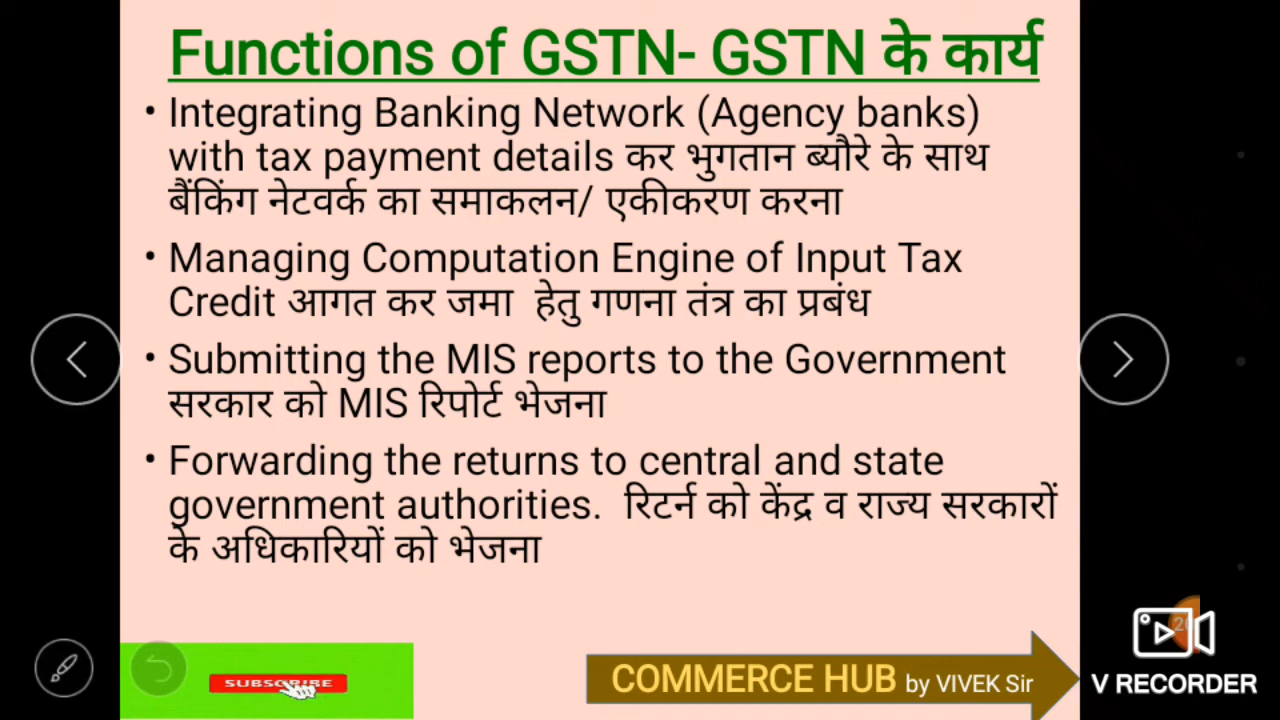 Functions of GSTN- GSTN के कार्य
• Integrating Banking Network (Agency banks)
with tax payment details कर भुगतान ब्यौरे के साथ
बैंकिंग नेटवर्क का समाकलन/ एकीकरण करना
• Managing Computation Engine of Input Tax
Credit आगत कर जमा हेतु गणना तंत्र का प्रबंध
• Submitting the MIS reports to the Government
सरकार को MIS रिपोर्ट भेजना
• Forwarding the returns to central and state
government authorities. रिटर्न को केंद्र व राज्य सरकारों
के अधिकारियों को भेजना
SUBSCRIBE
COMMERCE HUB by VIVEK Sir
V RECORDER